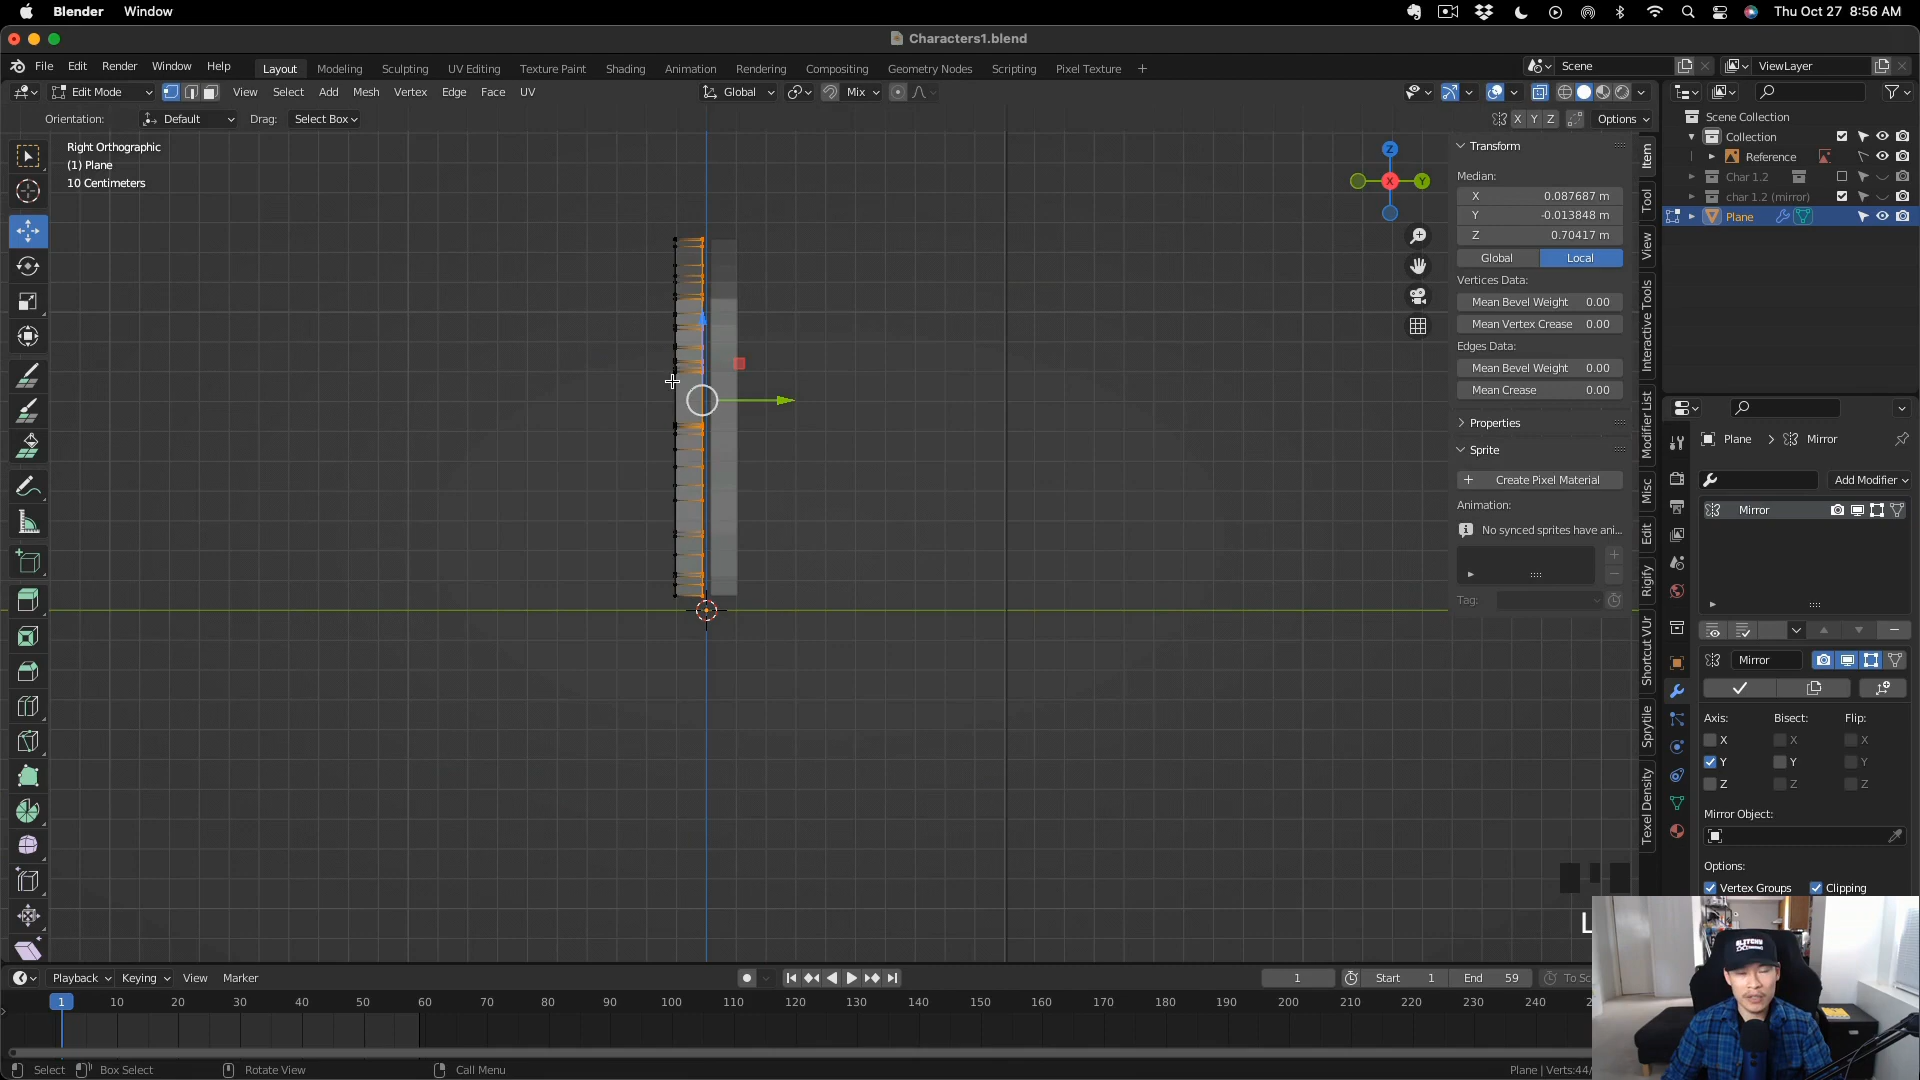 Blender Window
Thu Oct 27 8:56 AM
Characters1.blend
File Edit Render Window Help
Layout Modeling Sculpting UV Editing Texture Paint Shading Animation Rendering Compositing Geometry Nodes Scripting Pixel Texture +
Scene
ViewLayer
Edit Mode
View Select Add Mesh Vertex Edge Face UV
Global
Mix
Orientation: Default Drag: Select Box
X Y Z Options
Right Orthographic
(1) Plane
10 Centimeters
Z
X
Y
Transform
Median:
X 0.087687 m
Y -0.013848 m
Z 0.70417 m
Global Local
Vertices Data:
Mean Bevel Weight 0.00
Mean Vertex Crease 0.00
Edges Data:
Mean Bevel Weight 0.00
Mean Crease 0.00
Properties
Sprite
Create Pixel Material
Animation:
No synced sprites have ani...
Tag:
Item
Tool
View
Interactive Tools
Modifier List
Misc
Edit
Rigify
Shortcut VUr
Sprytile
Texel Density
Scene Collection
Collection
Reference
Char 1.2
char 1.2 (mirror)
Plane
Plane > Mirror
Add Modifier
Mirror
Mirror
Axis: Bisect: Flip:
X X X
Y Y Y
Z Z Z
Mirror Object:
Options:
Vertex Groups Clipping
L
GLITCHY
Playback Keying View Marker
1
Start 1 End 59
To Sc
1 10 20 30 40 50 60 70 80 90 100 110 120 130 140 150 160 170 180 190 200 210 220 230 240
Select Box Select Rotate View Call Menu
Plane | Verts:44/